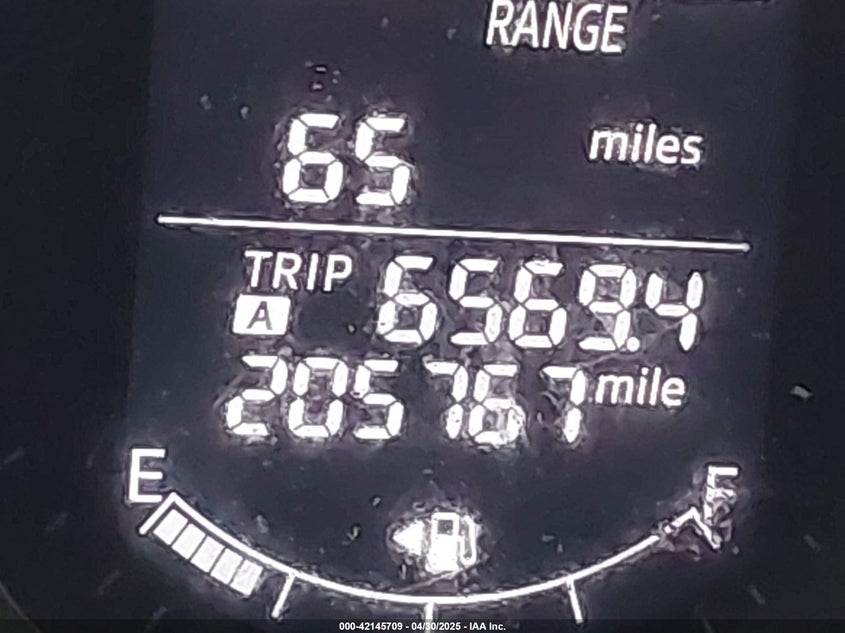 RANGE
65 miles
TRIP A 6569.4
205767 mile
E F
000-42145709 - 04/30/2025 - IAA Inc.